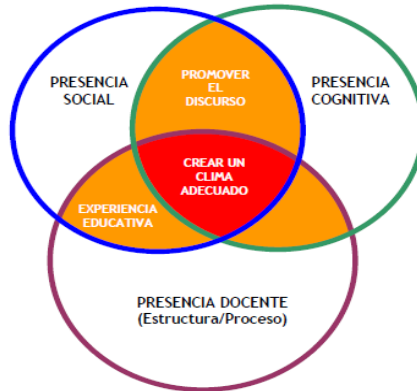 PROMOVER
EL
DISCURSO
PRESENCIA
SOCIAL
PRESENCIA
COGNITIVA
CREAR UN
CLIMA
ADECUADO
EXPERIENCIA
EDUCATIVA
PRESENCIA DOCENTE
(Estructura/Proceso)